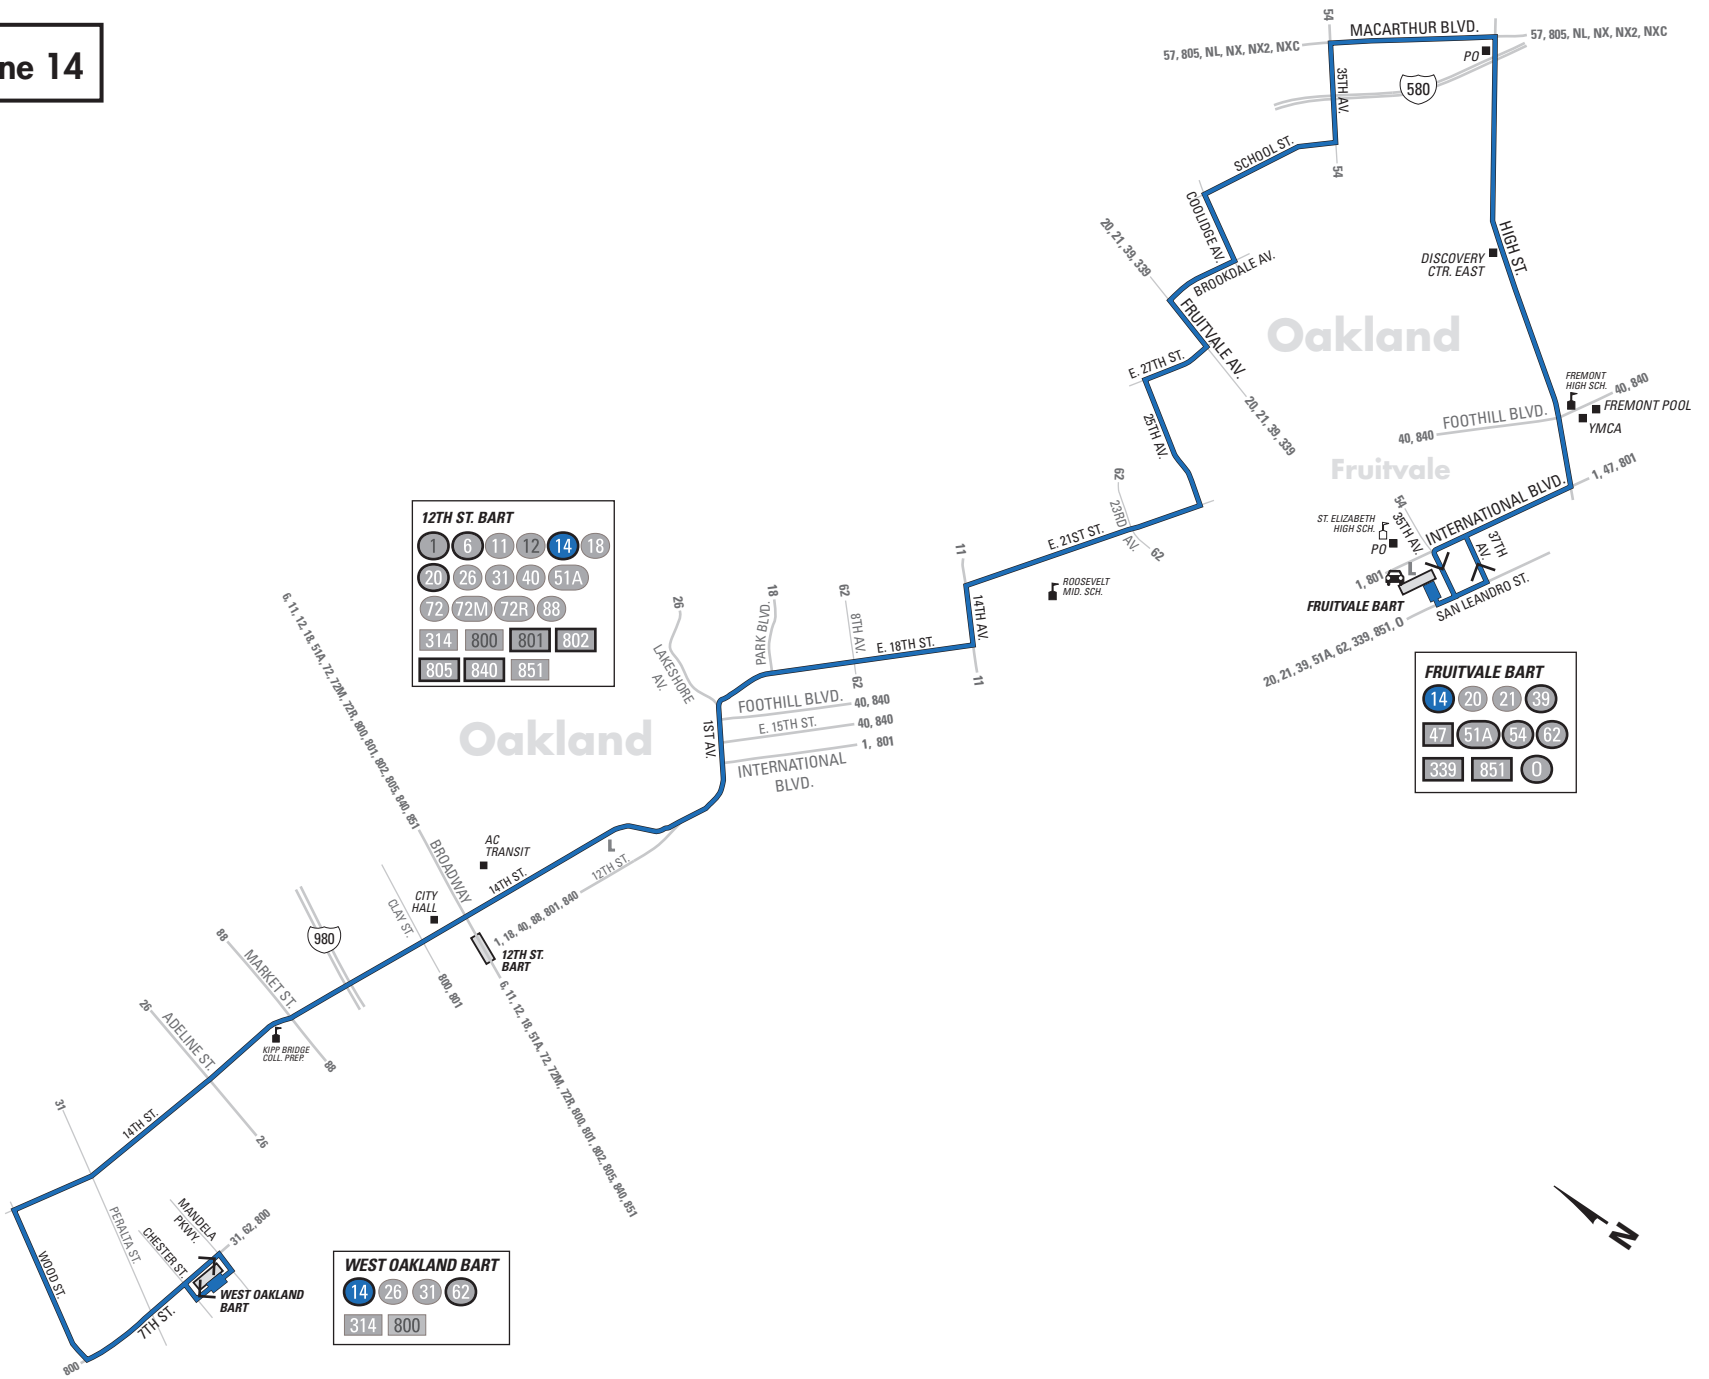 ne 14
54
MACARTHUR BLVD.
57, 805, NL, NX, NX2, NXC
57, 805, NL, NX, NX2, NXC
PO
35TH AV.
580
SCHOOL ST.
54
COOLIDGE AV.
20, 21, 39, 339
BROOKDALE AV.
HIGH ST.
DISCOVERY
CTR. EAST
FRUITVALE AV.
Oakland
E. 27TH ST.
20, 21, 39, 339
25TH AV.
FREMONT
HIGH SCH.
40, 840
FREMONT POOL
YMCA
FOOTHILL BLVD.
40, 840
Fruitvale
1, 47, 801
62
23RD
AV.
62
E. 21ST ST.
54
35TH AV.
INTERNATIONAL BLVD.
ST. ELIZABETH
HIGH SCH.
PO
37TH
AV.
1, 801
L
FRUITVALE BART
SAN LEANDRO ST.
20, 21, 39, 51A, 62, 339, 851, O
12TH ST. BART
1 6 11 12 14 18
20 26 31 40 51A
72 72M 72R 88
314 800 801 802
805 840 851
11
ROOSEVELT
MID. SCH.
14TH AV.
11
26
18
62
PARK BLVD.
8TH AV.
E. 18TH ST.
62
LAKESHORE
AV.
FRUITVALE BART
14 20 21 39
47 51A 54 62
339 851 O
6, 11, 12, 18, 51A, 72, 72M, 72R, 800, 801, 802, 805, 840, 851
Oakland
1ST AV.
FOOTHILL BLVD.
40, 840
E. 15TH ST.
40, 840
1, 801
INTERNATIONAL
BLVD.
BROADWAY
AC
TRANSIT
L
12TH ST.
14TH ST.
CITY
HALL
CLAY ST.
1, 18, 40, 88, 801, 840
12TH ST.
BART
800, 801
6, 11, 12, 18, 51A, 72, 72M, 72R, 800, 801, 802, 805, 840, 851
980
88
MARKET ST.
26
ADELINE ST.
KIPP BRIDGE
COLL. PREP.
88
31
14TH ST.
26
PERALTA ST.
MANDELA
PKWY.
CHESTER ST.
31, 62, 800
WOOD ST.
WEST OAKLAND
BART
7TH ST.
800
WEST OAKLAND BART
14 26 31 62
314 800
N